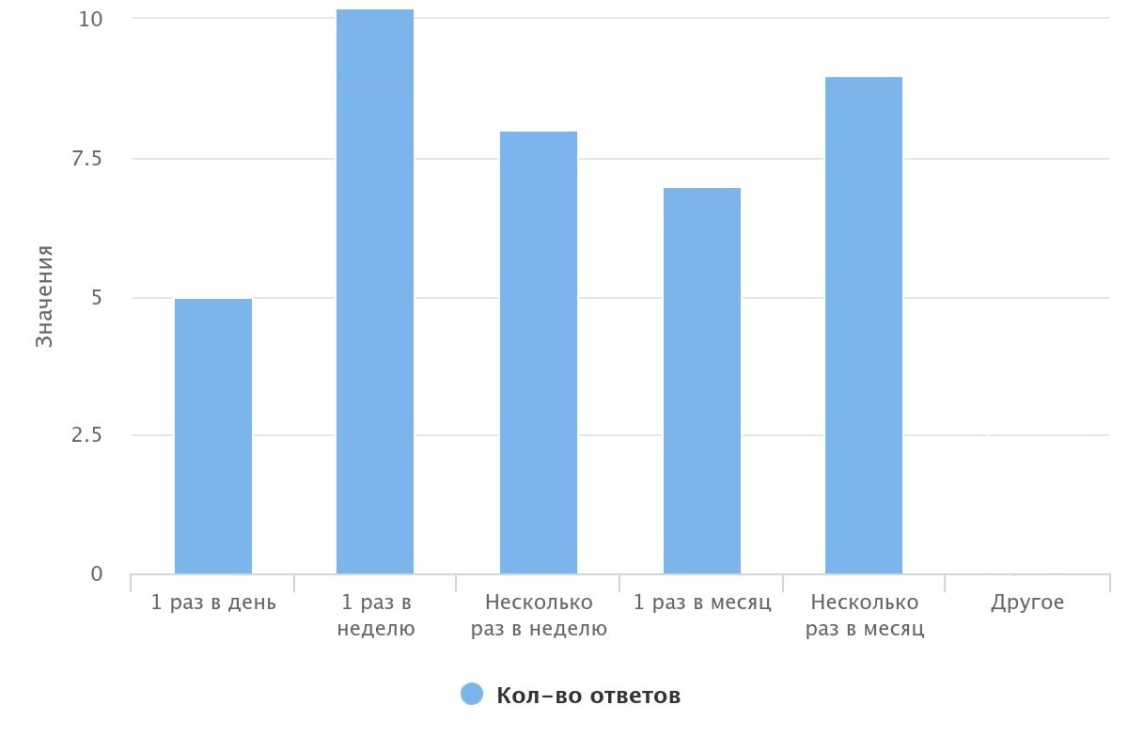 10
7.5
5
2.5
0
Значения
1 раз в день
1 раз в
неделю
Несколько
раз в неделю
1 раз в месяц
Несколько
раз в месяц
Другое
Кол-во ответов